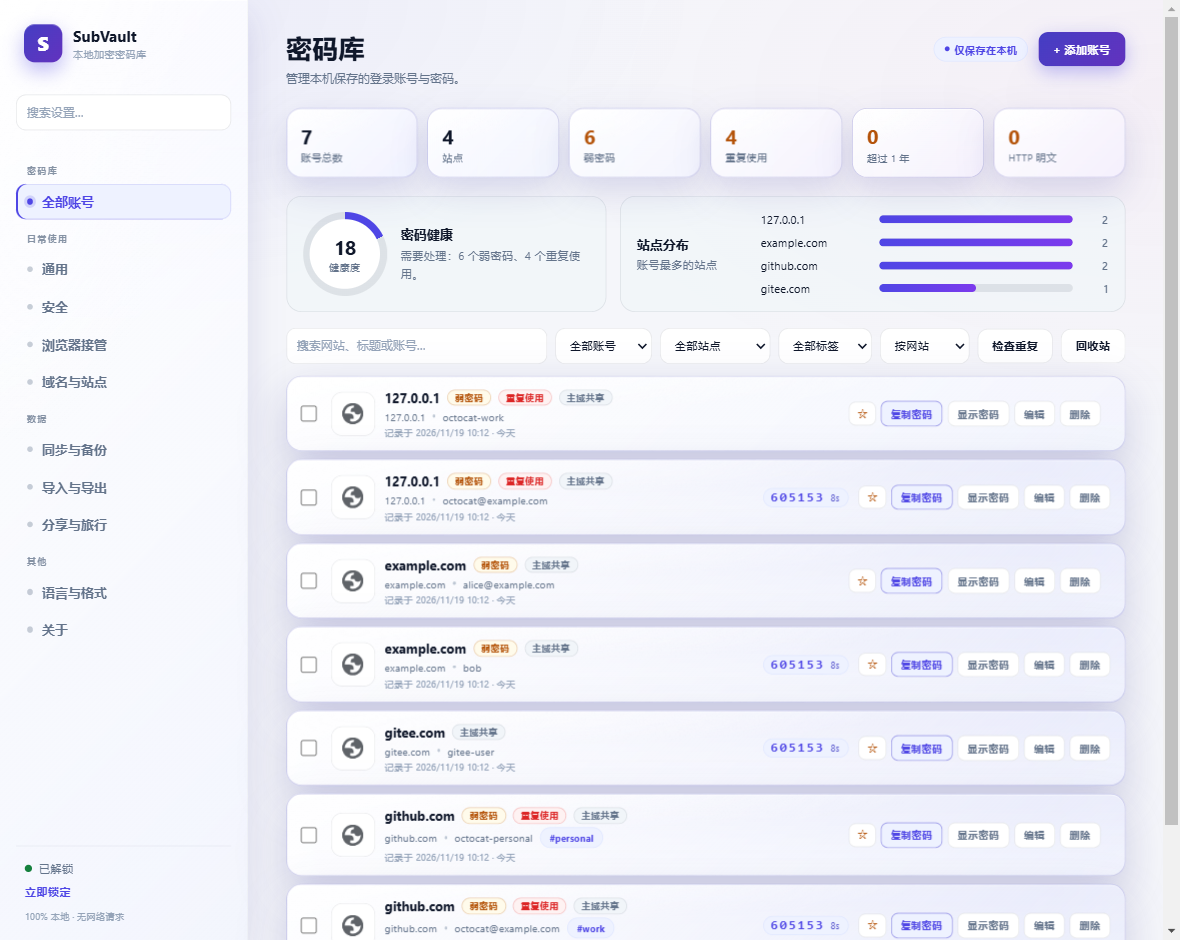 S
SubVault
本地加密密码库
搜索设置...
密码库
全部账号
日常使用
通用
安全
浏览器接管
域名与站点
数据
同步与备份
导入与导出
分享与旅行
其他
语言与格式
关于
已解锁
立即锁定
100% 本地 · 无网络请求
密码库
管理本机保存的登录账号与密码。
仅保存在本机
+ 添加账号
7
账号总数
4
站点
6
弱密码
4
重复使用
0
超过 1 年
0
HTTP 明文
18
健康度
密码健康
需要处理：6 个弱密码、4 个重复使用。
站点分布
账号最多的站点
127.0.0.1 2
example.com 2
github.com 2
gitee.com 1
搜索网站、标题或账号...
全部账号
全部站点
全部标签
按网站
检查重复
回收站
127.0.0.1 弱密码 重复使用 主域共享
127.0.0.1 • octocat-work
记录于 2026/11/19 10:12 · 今天
☆ 复制密码 显示密码 编辑 删除
127.0.0.1 弱密码 重复使用 主域共享
127.0.0.1 • octocat@example.com
记录于 2026/11/19 10:12 · 今天
605153 8s ☆ 复制密码 显示密码 编辑 删除
example.com 弱密码 主域共享
example.com • alice@example.com
记录于 2026/11/19 10:12 · 今天
☆ 复制密码 显示密码 编辑 删除
example.com 弱密码 主域共享
example.com • bob
记录于 2026/11/19 10:12 · 今天
605153 8s ☆ 复制密码 显示密码 编辑 删除
gitee.com 主域共享
gitee.com • gitee-user
记录于 2026/11/19 10:12 · 今天
605153 8s ☆ 复制密码 显示密码 编辑 删除
github.com 弱密码 重复使用 主域共享
github.com • octocat-personal #personal
记录于 2026/11/19 10:12 · 今天
☆ 复制密码 显示密码 编辑 删除
github.com 弱密码 重复使用 主域共享
github.com • octocat@example.com #work
605153 8s ☆ 复制密码 显示密码 编辑 删除